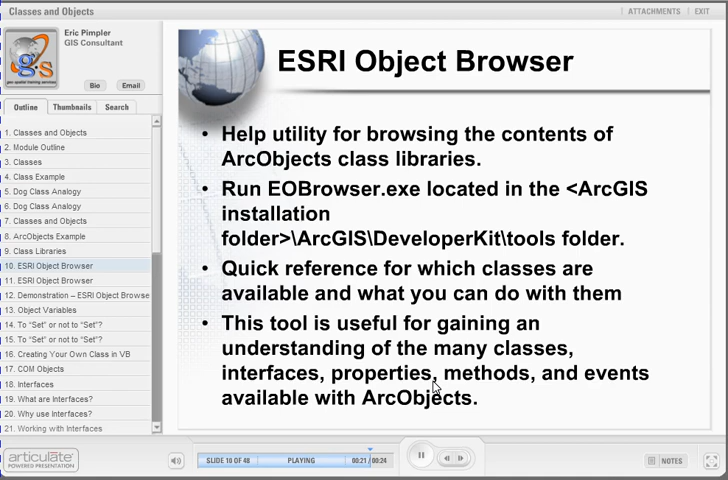 Classes and Objects
ATTACHMENTS
EXIT
Eric Pimpler
GIS Consultant
Bio
Email
Outline
Thumbnails
Search
1. Classes and Objects
2. Module Outline
3. Classes
4. Class Example
5. Dog Class Analogy
6. Dog Class Analogy
7. Classes and Objects
8. ArcObjects Example
9. Class Libraries
10. ESRI Object Browser
11. ESRI Object Browser
12. Demonstration – ESRI Object Browse
13. Object Variables
14. To “Set” or not to “Set”?
15. To “Set” or not to “Set”?
16. Creating Your Own Class in VB
17. COM Objects
18. Interfaces
19. What are Interfaces?
20. Why use Interfaces?
21. Working with Interfaces
ESRI Object Browser
• Help utility for browsing the contents of
ArcObjects class libraries.
• Run EOBrowser.exe located in the <ArcGIS
installation
folder>\ArcGIS\DeveloperKit\tools folder.
• Quick reference for which classes are
available and what you can do with them
• This tool is useful for gaining an
understanding of the many classes,
interfaces, properties, methods, and events
available with ArcObjects.
articulate
POWERED PRESENTATION
SLIDE 10 OF 48
PLAYING
00:21 / 00:24
NOTES